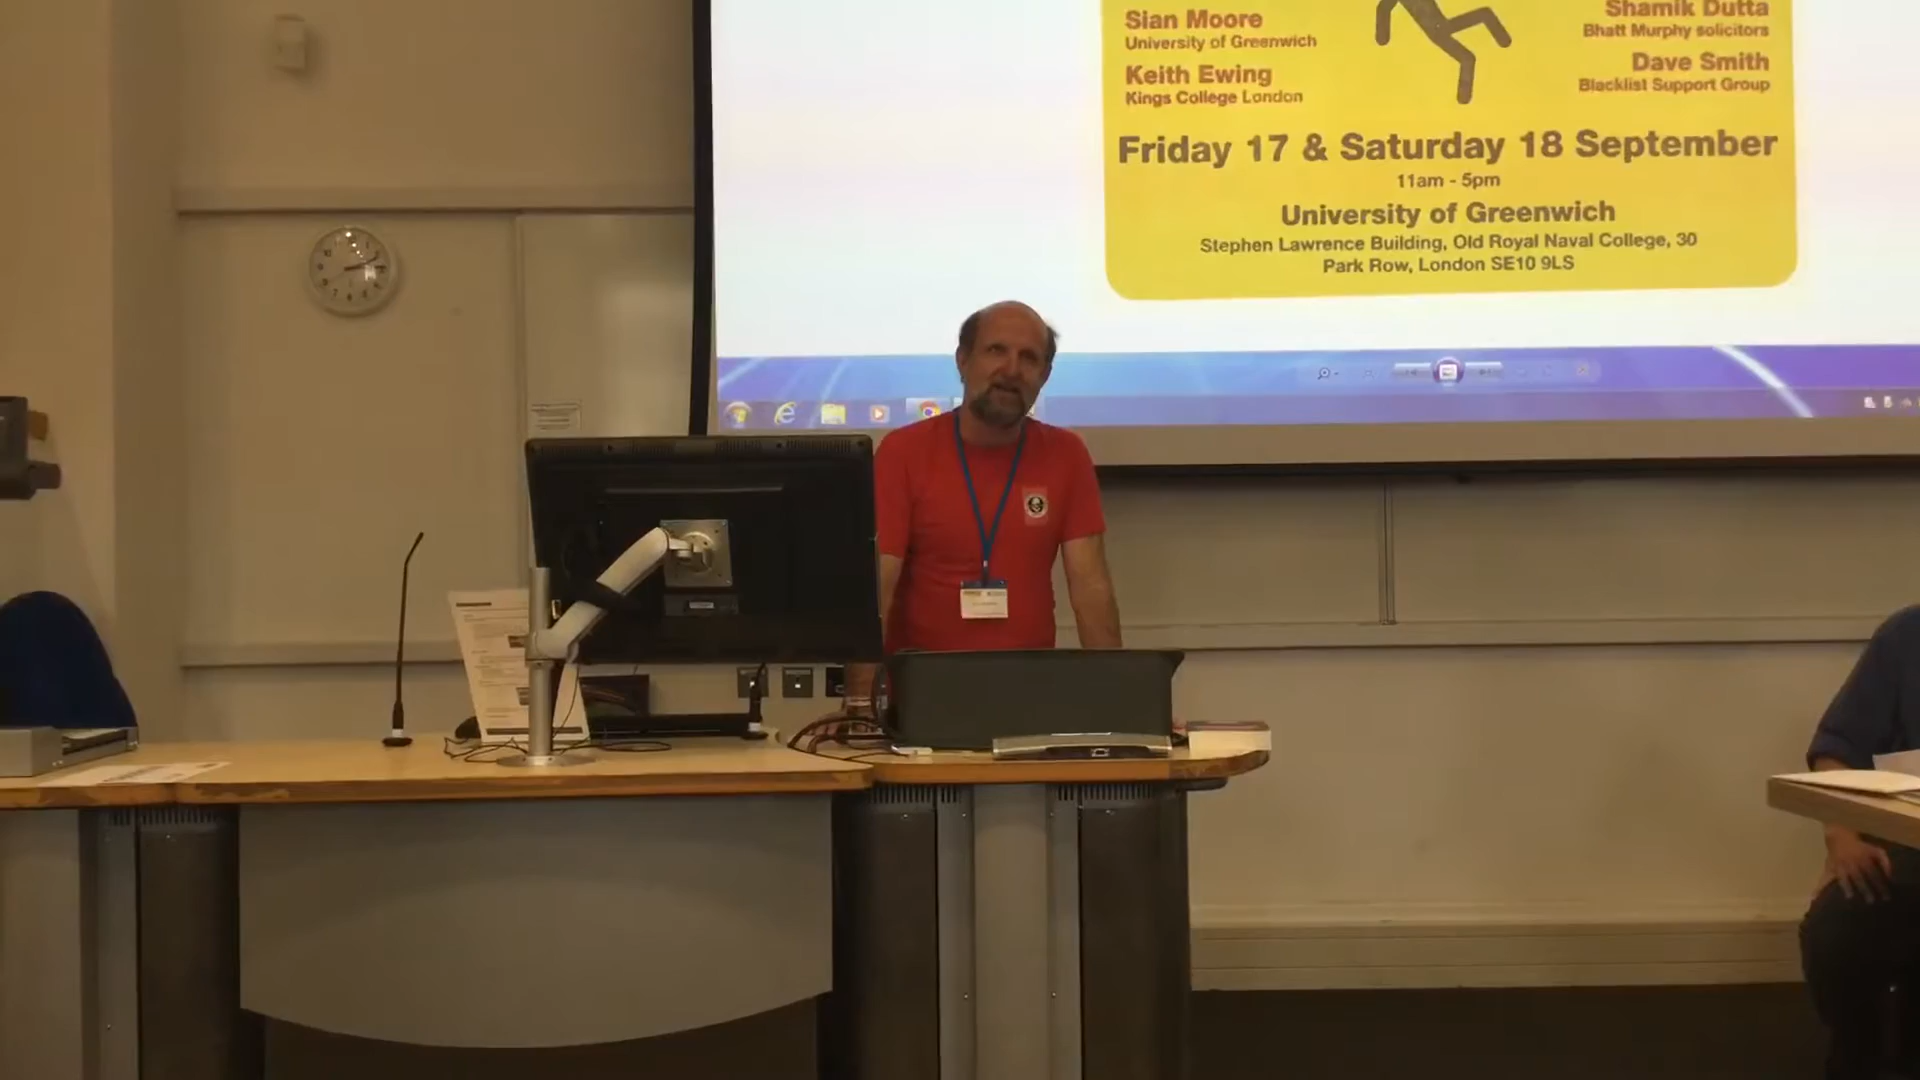 Sian Moore
University of Greenwich
Keith Ewing
Kings College London
Shamik Dutta
Bhatt Murphy solicitors
Dave Smith
Blacklist Support Group
Friday 17 & Saturday 18 September
11am - 5pm
University of Greenwich
Stephen Lawrence Building, Old Royal Naval College, 30
Park Row, London SE10 9LS